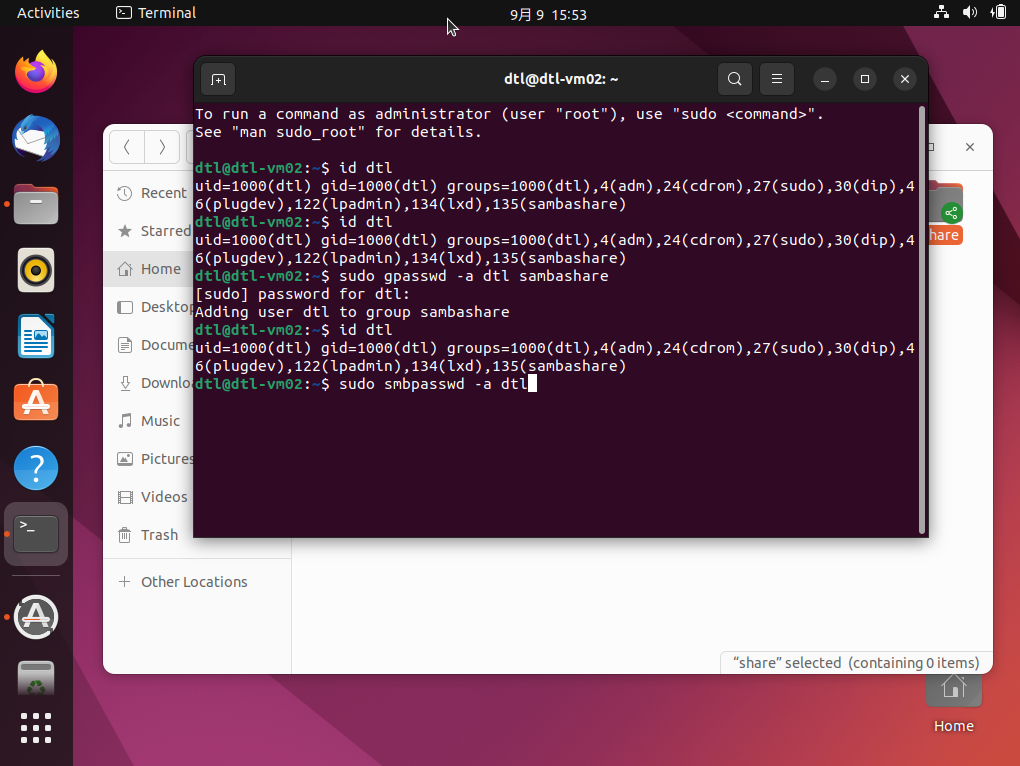 Activities
Terminal
9月 9 15:53
dtl@dtl-vm02: ~
To run a command as administrator (user "root"), use "sudo <command>".
See "man sudo_root" for details.
dtl@dtl-vm02:~$ id dtl
uid=1000(dtl) gid=1000(dtl) groups=1000(dtl),4(adm),24(cdrom),27(sudo),30(dip),4
6(plugdev),122(lpadmin),134(lxd),135(sambashare)
dtl@dtl-vm02:~$ id dtl
uid=1000(dtl) gid=1000(dtl) groups=1000(dtl),4(adm),24(cdrom),27(sudo),30(dip),4
6(plugdev),122(lpadmin),134(lxd),135(sambashare)
dtl@dtl-vm02:~$ sudo gpasswd -a dtl sambashare
[sudo] password for dtl:
Adding user dtl to group sambashare
dtl@dtl-vm02:~$ id dtl
uid=1000(dtl) gid=1000(dtl) groups=1000(dtl),4(adm),24(cdrom),27(sudo),30(dip),4
6(plugdev),122(lpadmin),134(lxd),135(sambashare)
dtl@dtl-vm02:~$ sudo smbpasswd -a dtl
Recent
Starred
Home
Desktop
Docume
Downloa
Music
Pictures
Videos
Trash
Other Locations
hare
“share” selected (containing 0 items)
Home